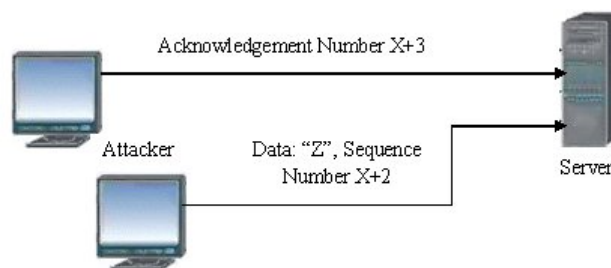 Acknowledgement Number X+3
Attacker
Data: "Z", Sequence
Number X+2
Server